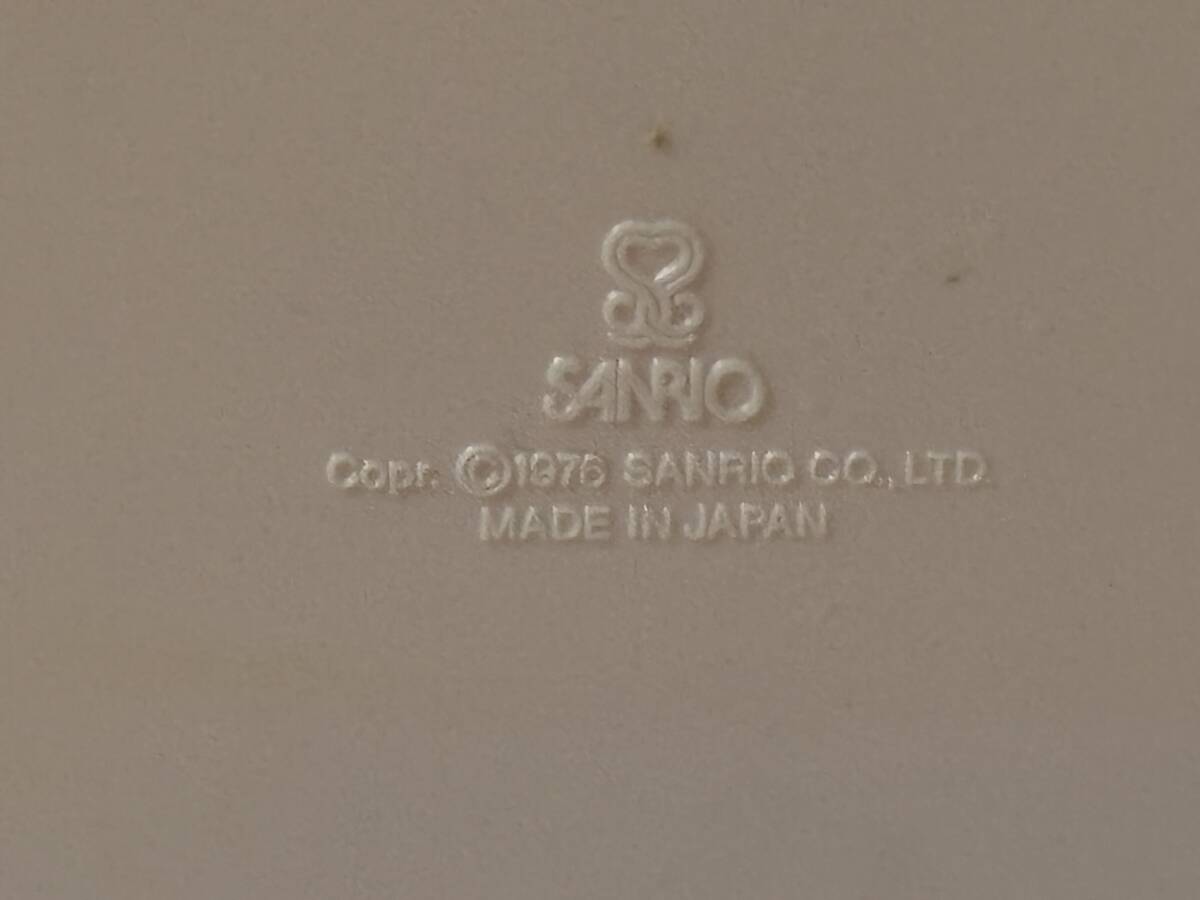 SANRIO
Copr. ©1976 SANRIO CO., LTD.
MADE IN JAPAN